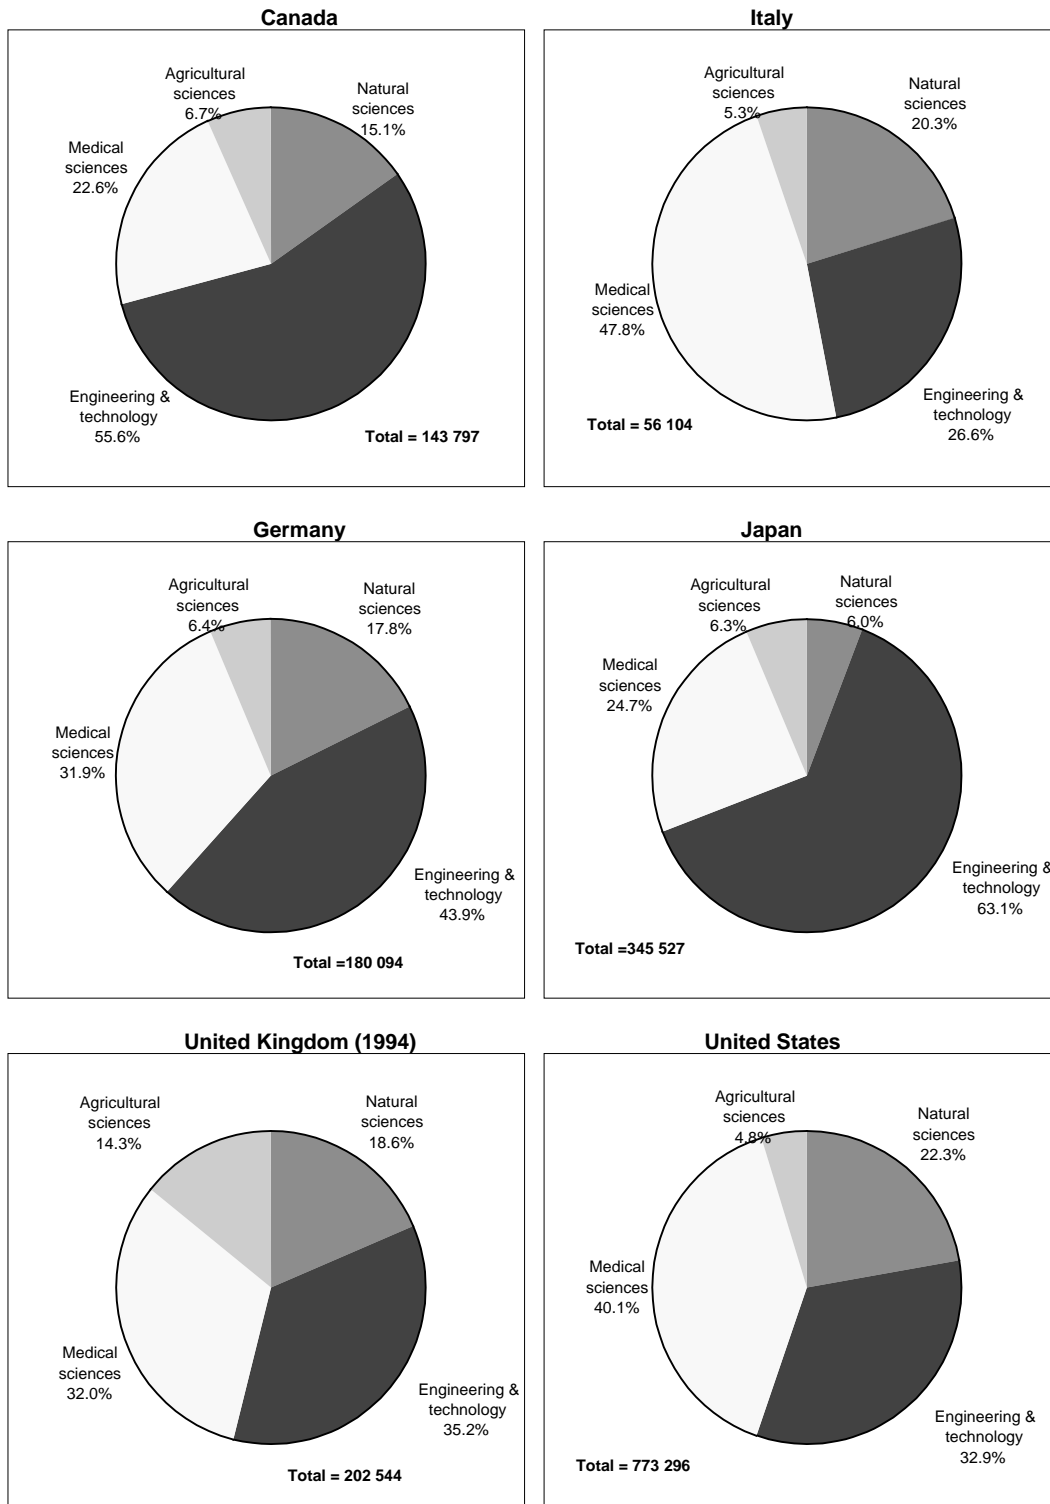 Canada
Agricultural
sciences
6.7%
Natural
sciences
15.1%
Medical
sciences
22.6%
Engineering &
technology
55.6%
Total = 143 797
Italy
Agricultural
sciences
5.3%
Natural
sciences
20.3%
Medical
sciences
47.8%
Engineering &
technology
26.6%
Total = 56 104
Germany
Agricultural
sciences
6.4%
Natural
sciences
17.8%
Medical
sciences
31.9%
Engineering &
technology
43.9%
Total =180 094
Japan
Agricultural
sciences
6.3%
Natural
sciences
6.0%
Medical
sciences
24.7%
Engineering &
technology
63.1%
Total =345 527
United Kingdom (1994)
Agricultural
sciences
14.3%
Natural
sciences
18.6%
Medical
sciences
32.0%
Engineering &
technology
35.2%
Total = 202 544
United States
Agricultural
sciences
4.8%
Natural
sciences
22.3%
Medical
sciences
40.1%
Engineering &
technology
32.9%
Total = 773 296